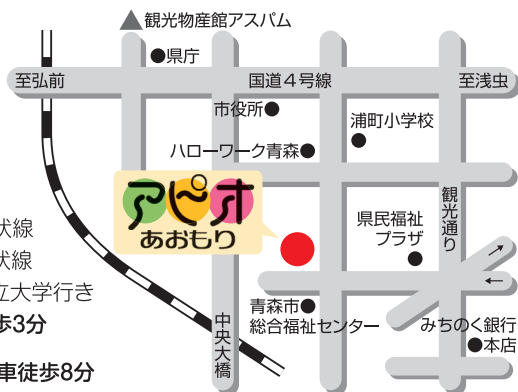 観光物産館アスパム
県庁
至弘前
国道4号線
至浅虫
市役所
浦町小学校
ハローワーク青森
アピオ
あおもり
観光通り
県民福祉
プラザ
状線
状線
立大学行き
歩3分
車徒歩8分
青森市
総合福祉センター
中央大橋
みちのく銀行
本店